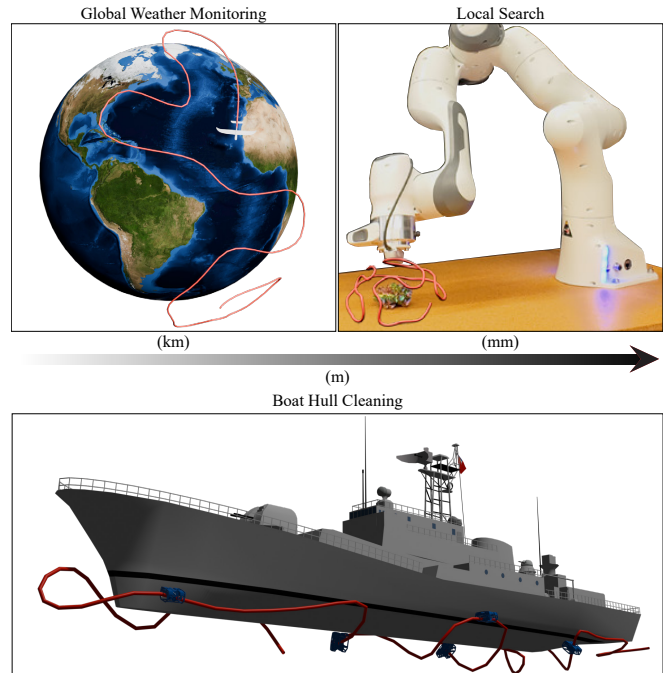 Global Weather Monitoring
Local Search
(km)
(mm)
(m)
Boat Hull Cleaning